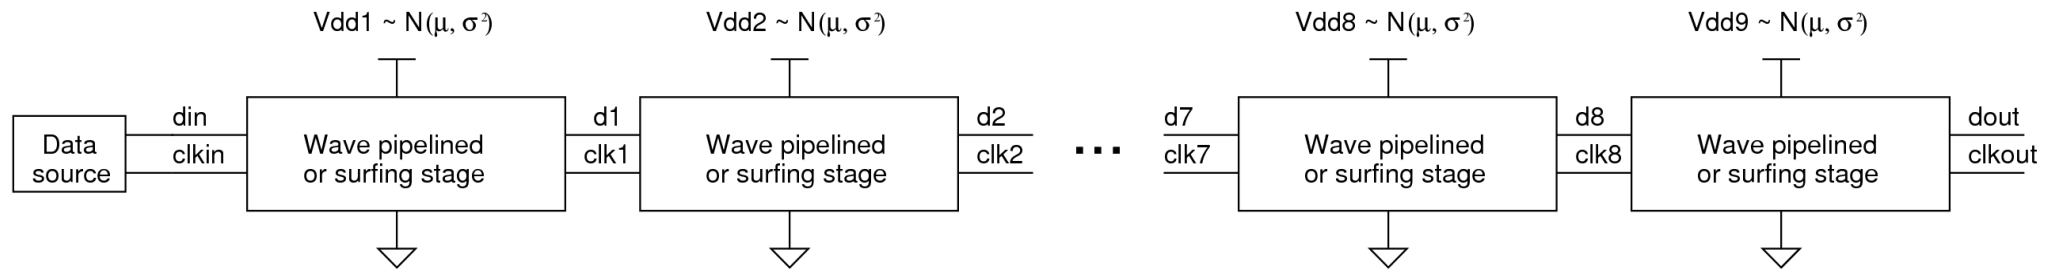 Vdd1 ~ N(μ, σ²) Vdd2 ~ N(μ, σ²) Vdd8 ~ N(μ, σ²) Vdd9 ~ N(μ, σ²)
din d1 d2 d7 d8 dout
Data source
clkin clk1 clk2 ... clk7 clk8 clkout
Wave pipelined or surfing stage
Wave pipelined or surfing stage
Wave pipelined or surfing stage
Wave pipelined or surfing stage